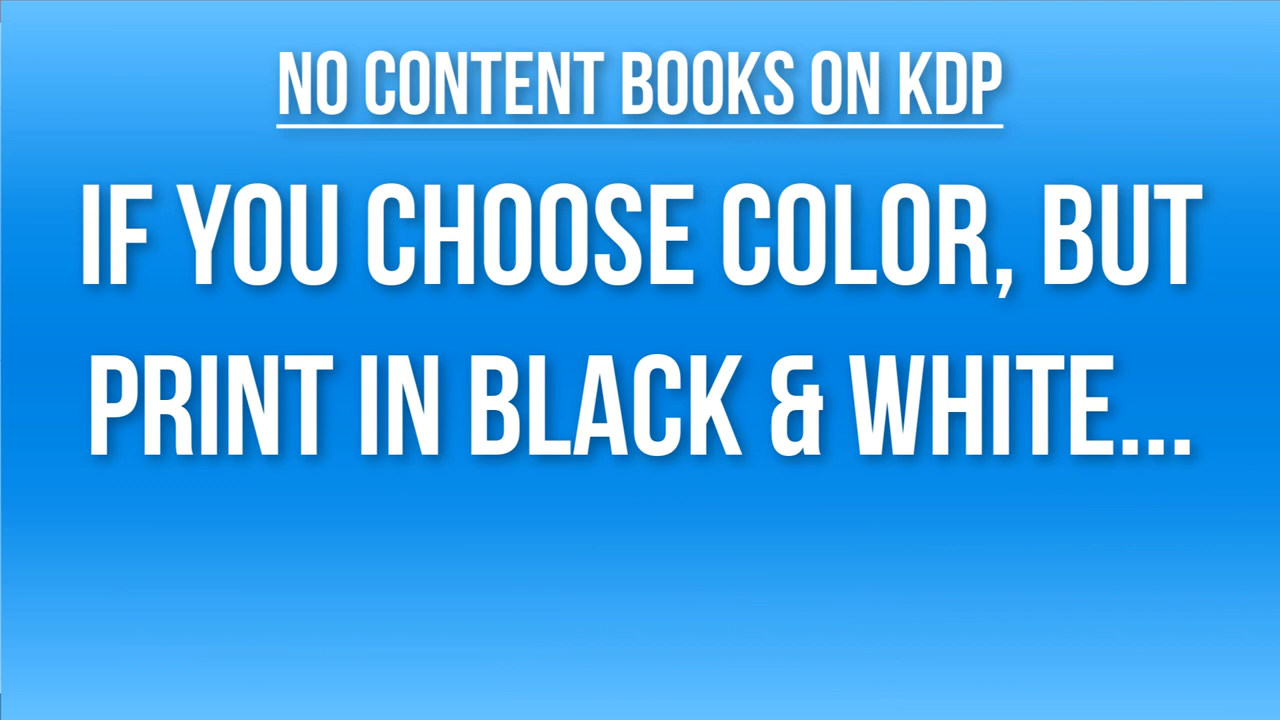 NO CONTENT BOOKS ON KDP
IF YOU CHOOSE COLOR, BUT
PRINT IN BLACK & WHITE...